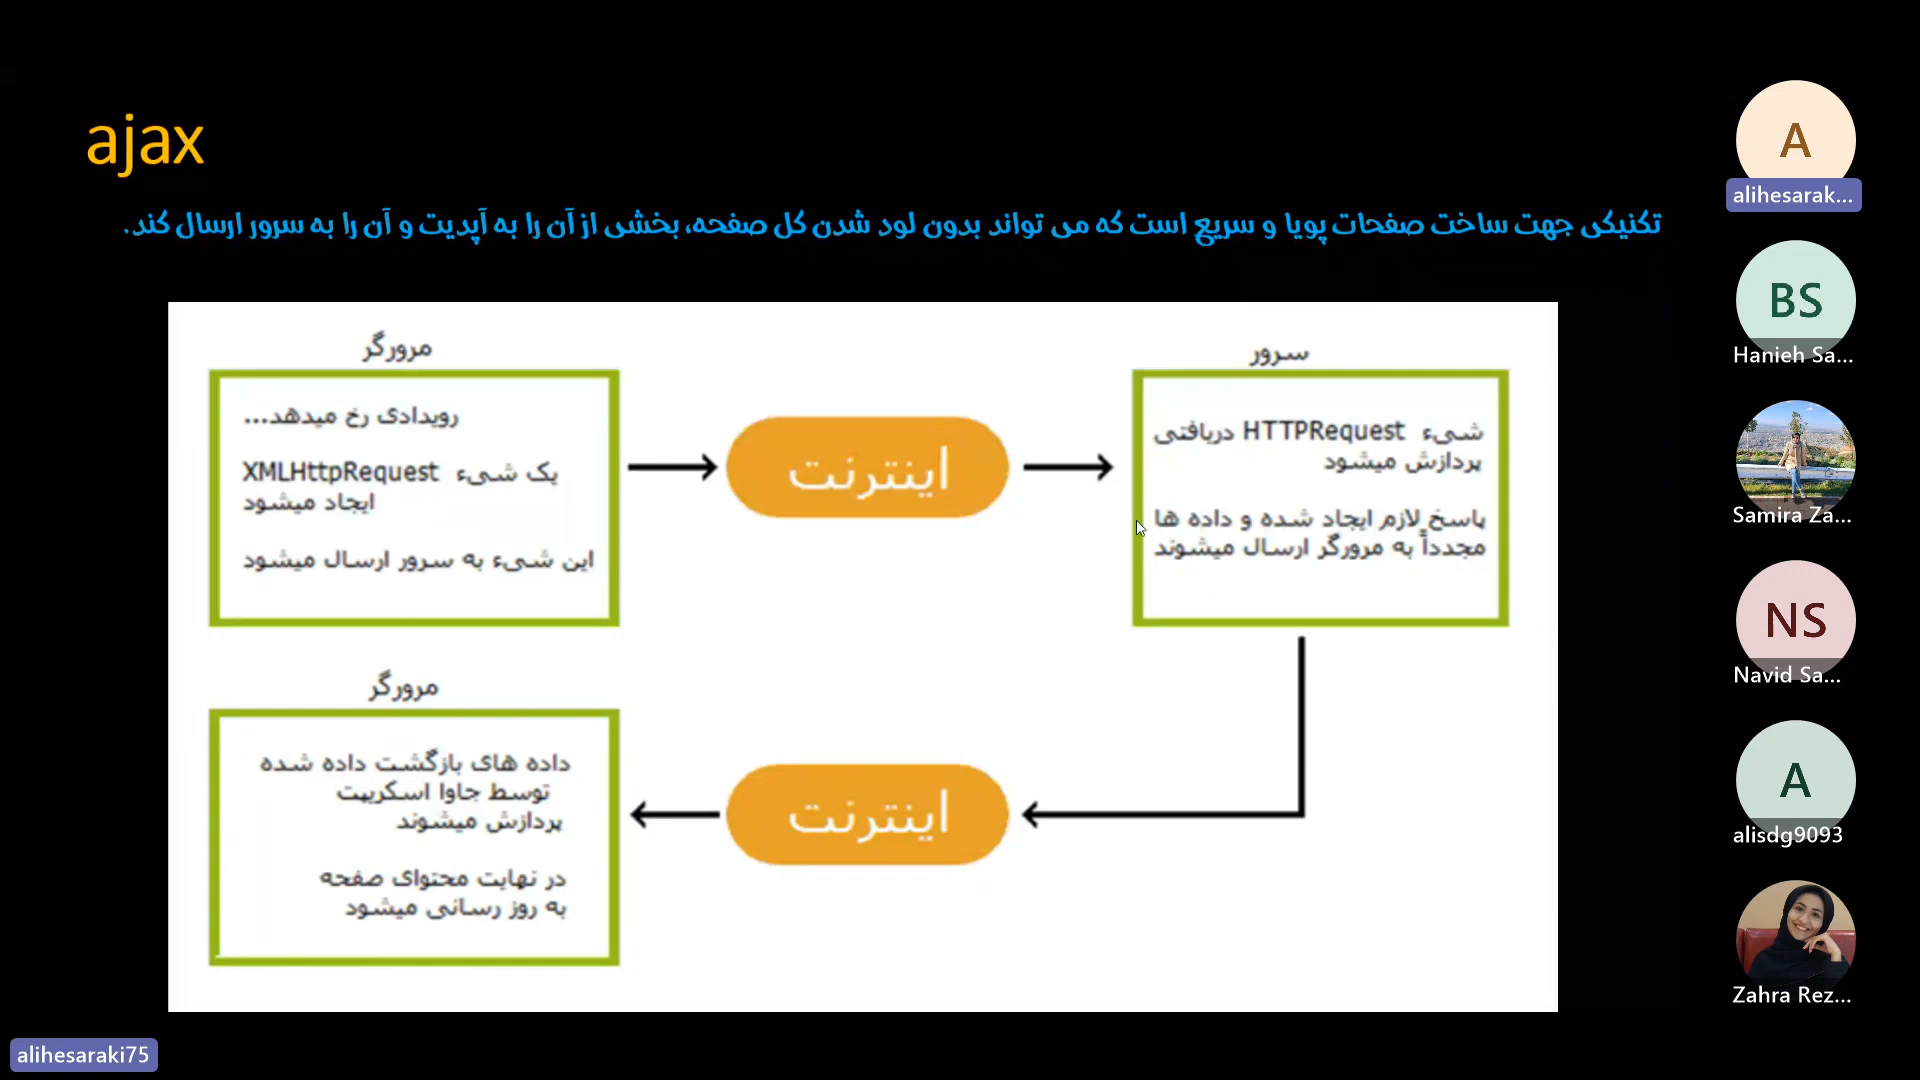 ajax
تکنیکی جهت ساخت صفحات پویا و سریع است که می تواند بدون لود شدن کل صفحه، بخشی از آن را به آپدیت و آن را به سرور ارسال کند.
مرورگر
رویدادی رخ میدهد...
یک شیء XMLHttpRequest
ایجاد میشود
این شیء به سرور ارسال میشود
اینترنت
سرور
شیء HTTPRequest دریافتی
پردازش میشود
پاسخ لازم ایجاد شده و داده ها
مجدداً به مرورگر ارسال میشوند
اینترنت
مرورگر
داده های بازگشت داده شده
توسط جاوا اسکریپت
پردازش میشوند
در نهایت محتوای صفحه
به روز رسانی میشود
A
alihesarak...
BS
Hanieh Sa...
Samira Za...
NS
Navid Sa...
A
alisdg9093
Zahra Rez...
alihesaraki75